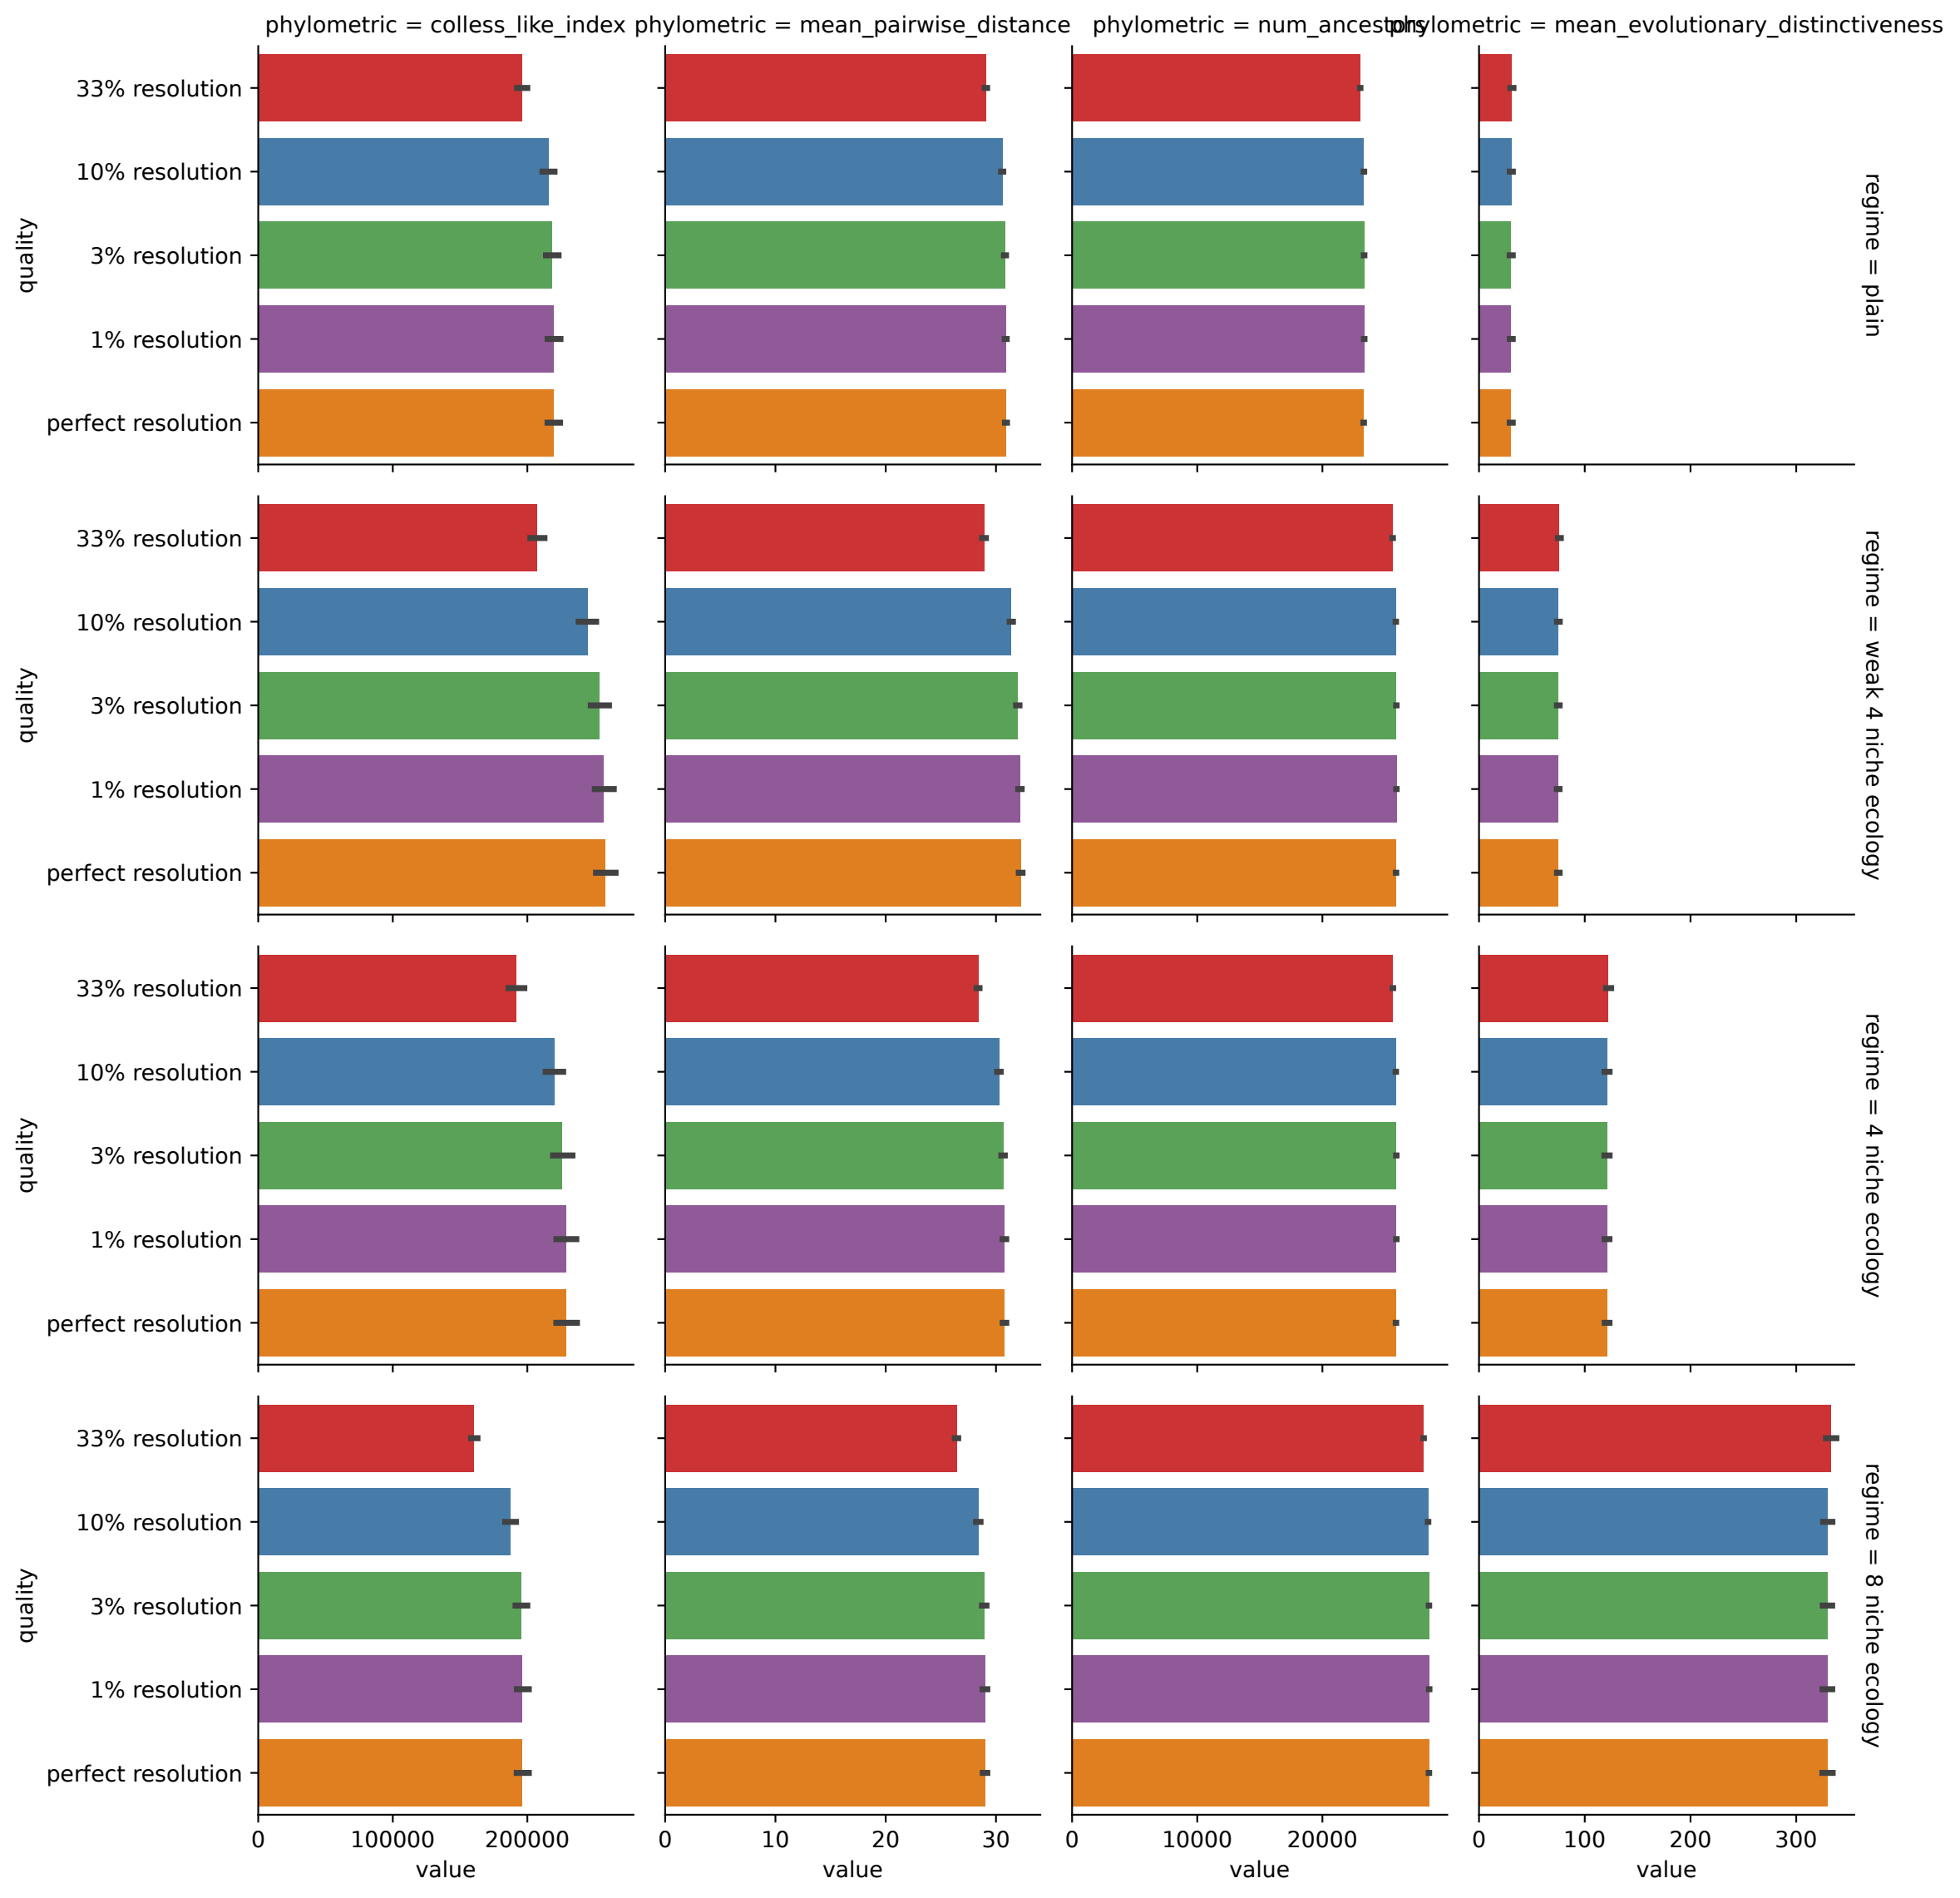 phylometric = colless_like_index
phylometric = mean_pairwise_distance
phylometric = num_ancestors
phylometric = mean_evolutionary_distinctiveness
quality
33% resolution
10% resolution
3% resolution
1% resolution
perfect resolution
regime = plain
quality
33% resolution
10% resolution
3% resolution
1% resolution
perfect resolution
regime = weak 4 niche ecology
quality
33% resolution
10% resolution
3% resolution
1% resolution
perfect resolution
regime = 4 niche ecology
quality
33% resolution
10% resolution
3% resolution
1% resolution
perfect resolution
regime = 8 niche ecology
0 100000 200000
0 10 20 30
0 10000 20000
0 100 200 300
value
value
value
value